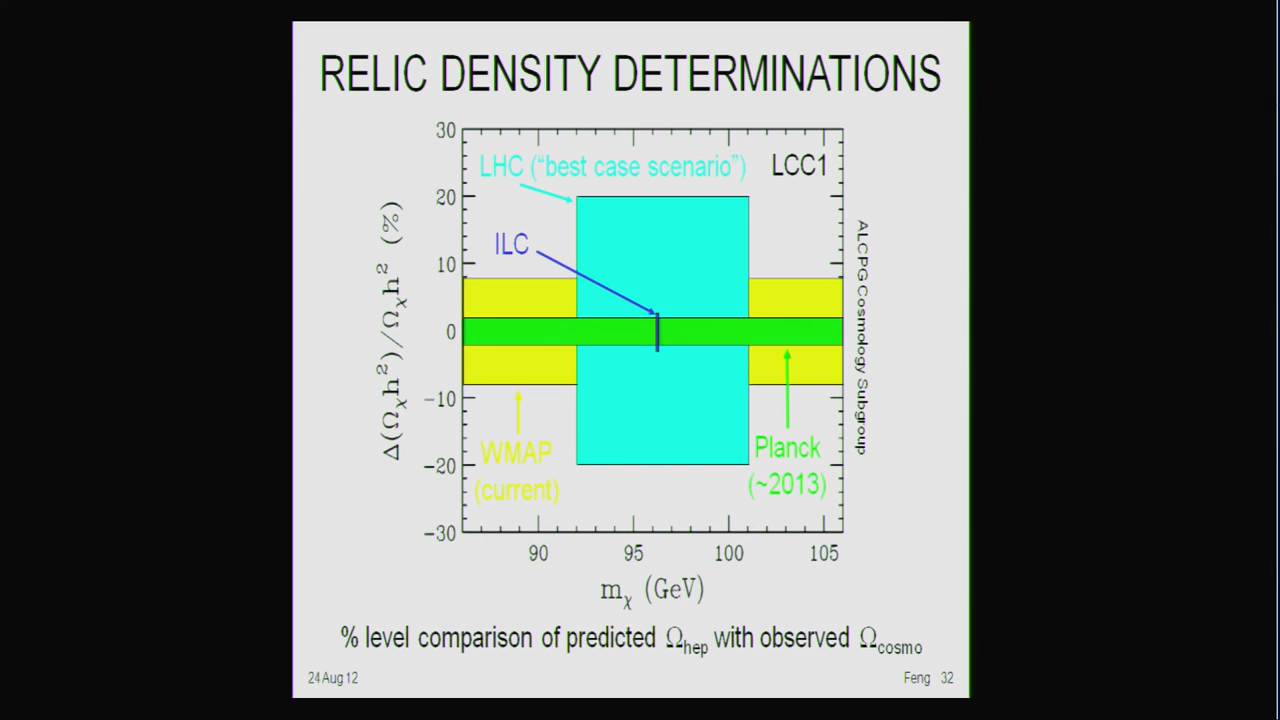 RELIC DENSITY DETERMINATIONS
30
20
10
0
−10
−20
−30
Δ(Ωχh²)/Ωχh² (%)
LHC ("best case scenario")
LCC1
ILC
WMAP
(current)
Planck
(~2013)
ALCPG Cosmology Subgroup
90 95 100 105
mχ (GeV)
% level comparison of predicted Ωhep with observed Ωcosmo
24 Aug 12
Feng 32